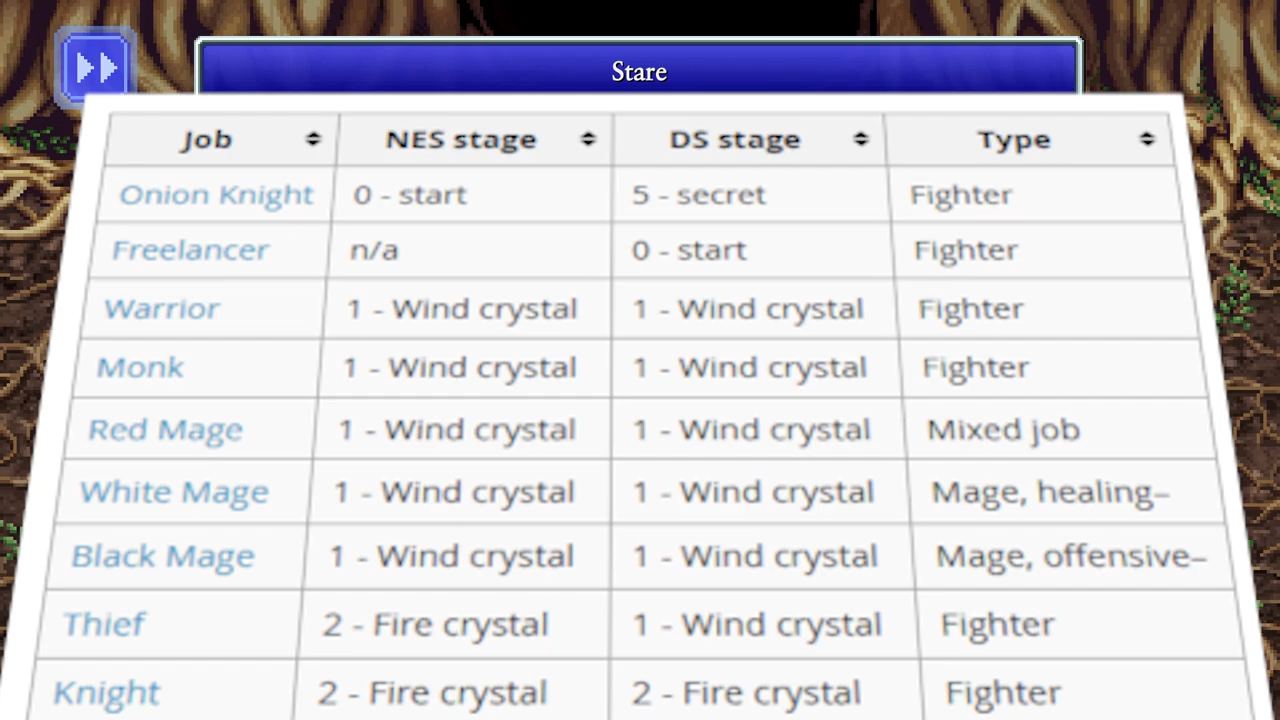 Stare
Job NES stage DS stage Type
Onion Knight 0 - start 5 - secret Fighter
Freelancer n/a 0 - start Fighter
Warrior 1 - Wind crystal 1 - Wind crystal Fighter
Monk 1 - Wind crystal 1 - Wind crystal Fighter
Red Mage 1 - Wind crystal 1 - Wind crystal Mixed job
White Mage 1 - Wind crystal 1 - Wind crystal Mage, healing–
Black Mage 1 - Wind crystal 1 - Wind crystal Mage, offensive–
Thief 2 - Fire crystal 1 - Wind crystal Fighter
Knight 2 - Fire crystal 2 - Fire crystal Fighter